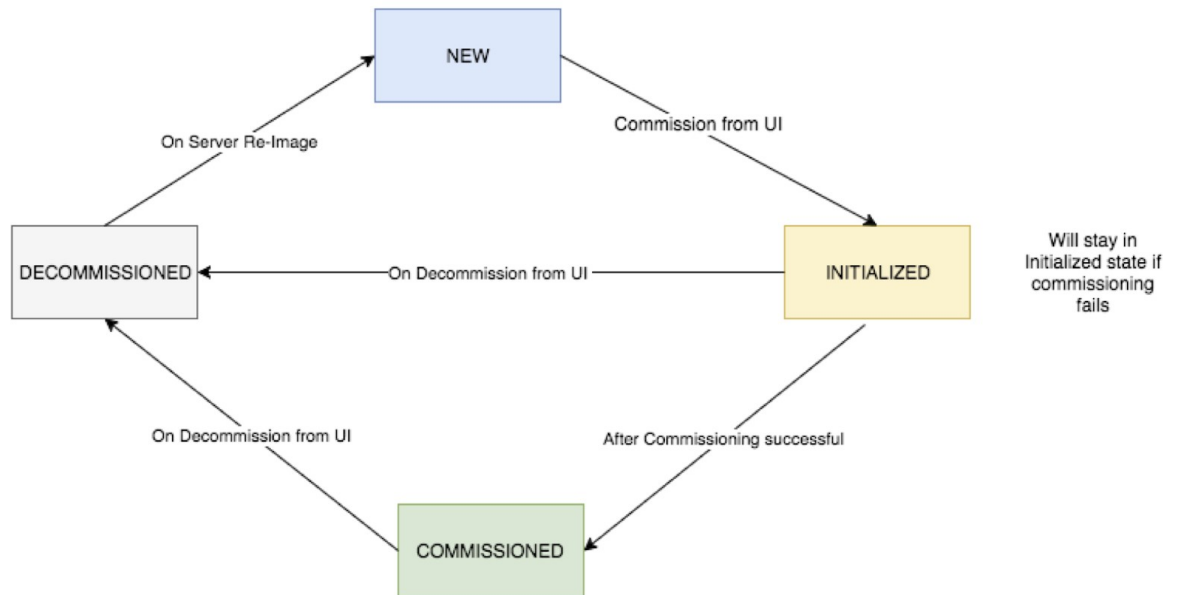 NEW
Commission from UI
On Server Re-Image
DECOMMISSIONED
On Decommission from UI
INITIALIZED
Will stay in
Initialized state if
commissioning
fails
On Decommission from UI
After Commissioning successful
COMMISSIONED